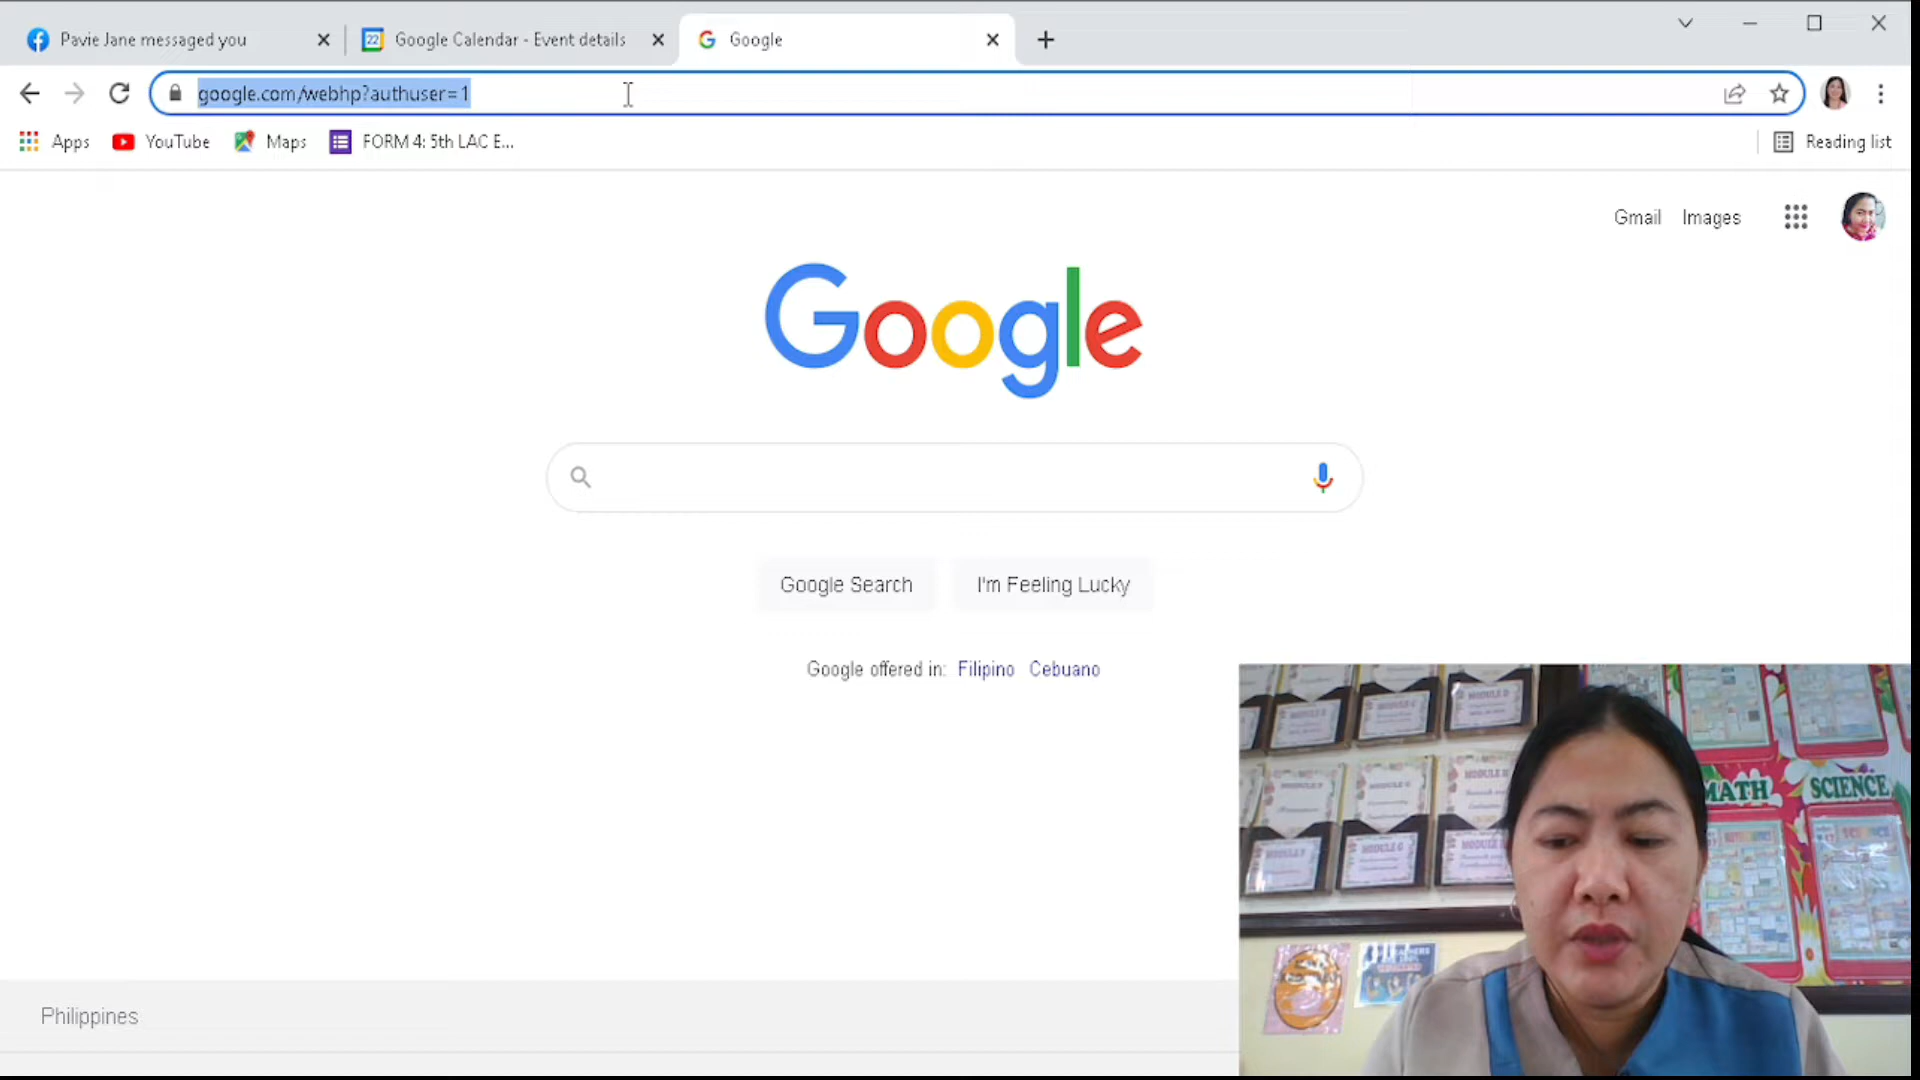 Pavie Jane messaged you
22
Google Calendar - Event details
Google
google.com/webhp?authuser=1
Apps
YouTube
Maps
FORM 4: 5th LAC E...
Reading list
Gmail
Images
Google
Google Search
I'm Feeling Lucky
Google offered in: Filipino Cebuano
Philippines
MATH
SCIENCE
MODULE G